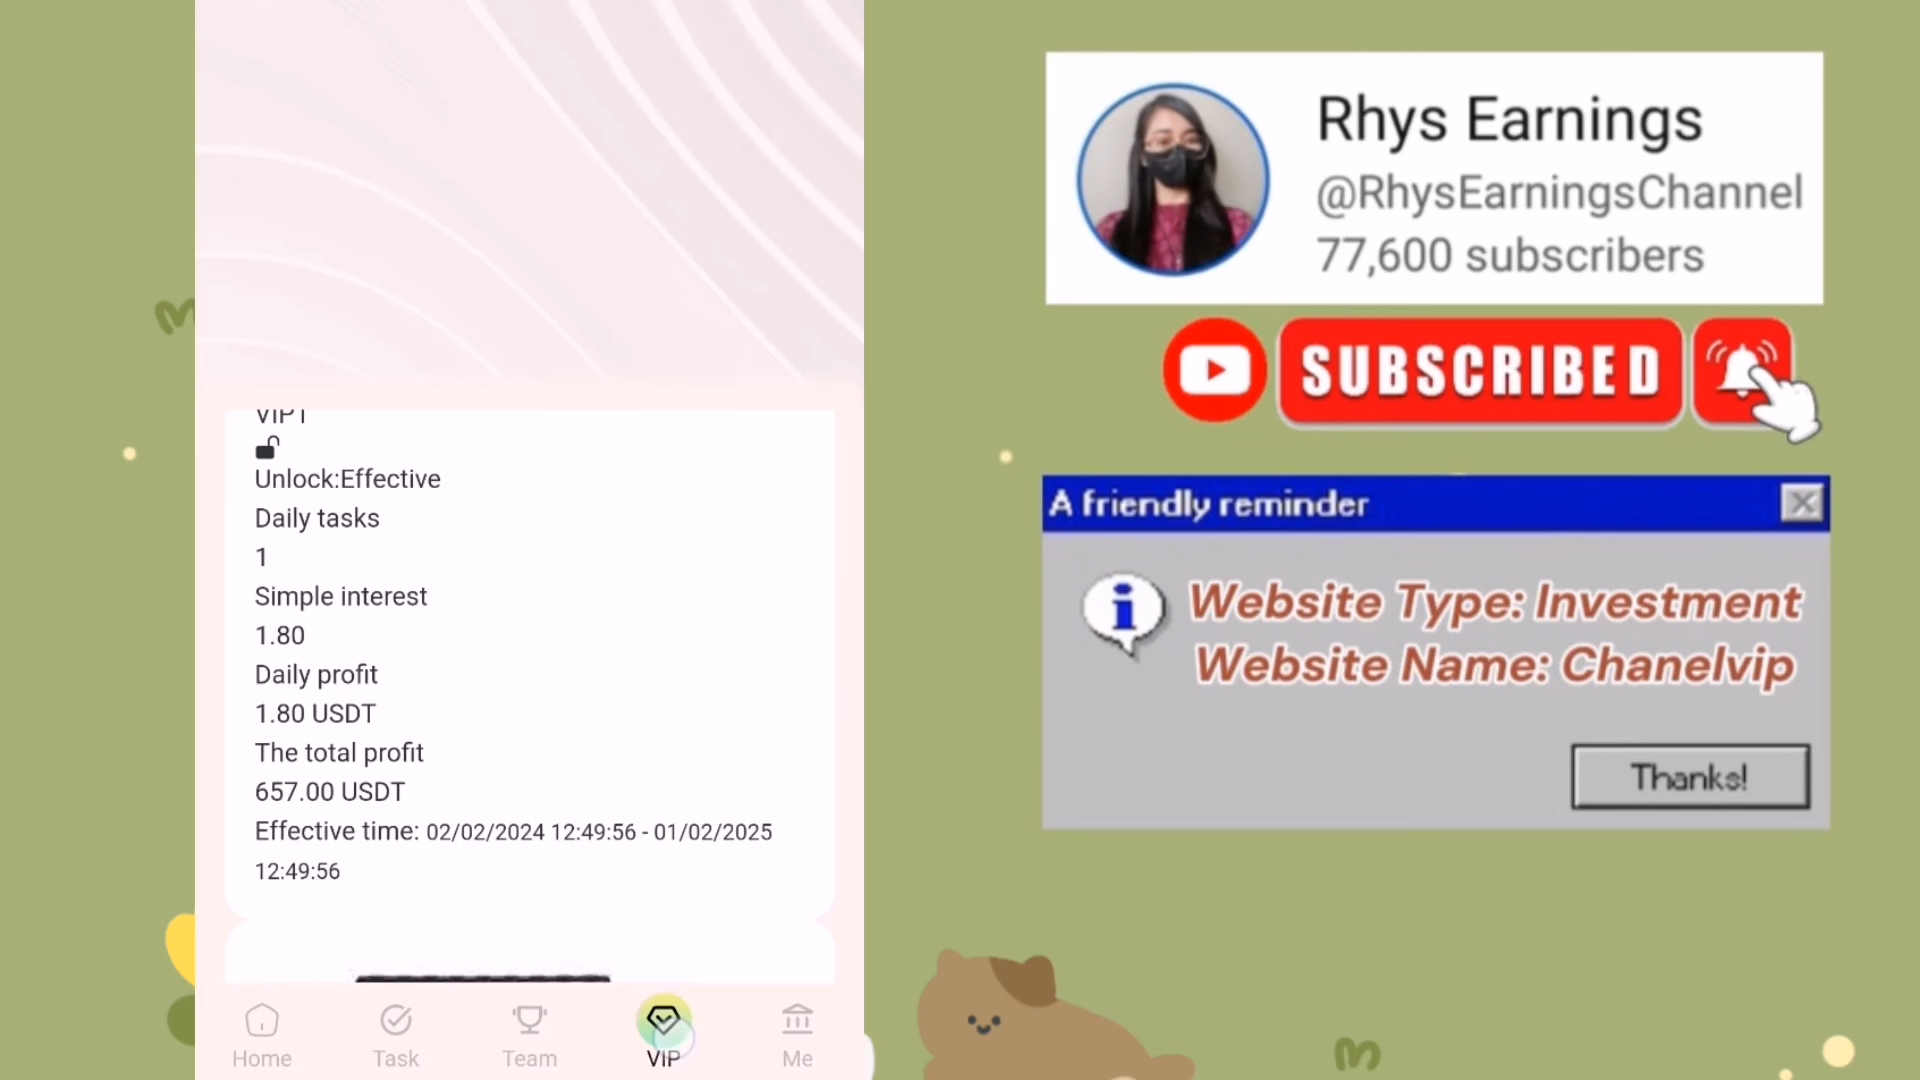 VIP1
Unlock:Effective
Daily tasks
1
Simple interest
1.80
Daily profit
1.80 USDT
The total profit
657.00 USDT
Effective time: 02/02/2024 12:49:56 - 01/02/2025
12:49:56
Home
Task
Team
VIP
Me
Rhys Earnings
@RhysEarningsChannel
77,600 subscribers
SUBSCRIBED
A friendly reminder
Website Type: Investment
Website Name: Chanelvip
Thanks!